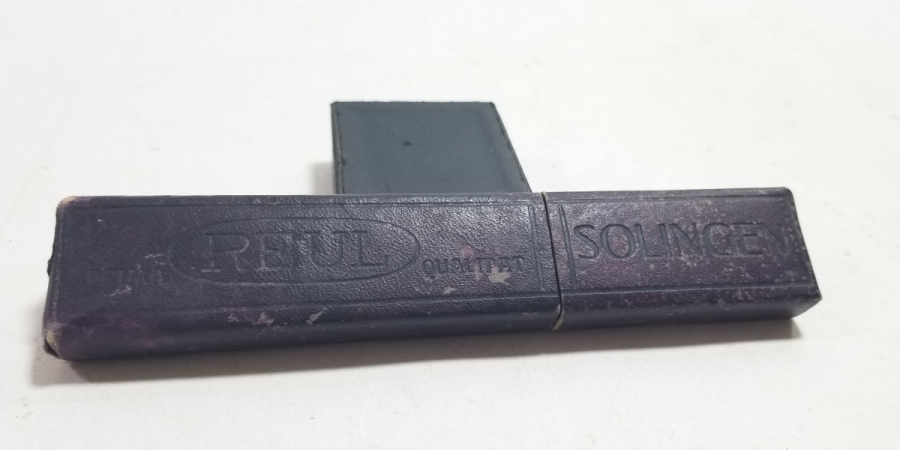 REUL QUALITÄT SOLINGEN